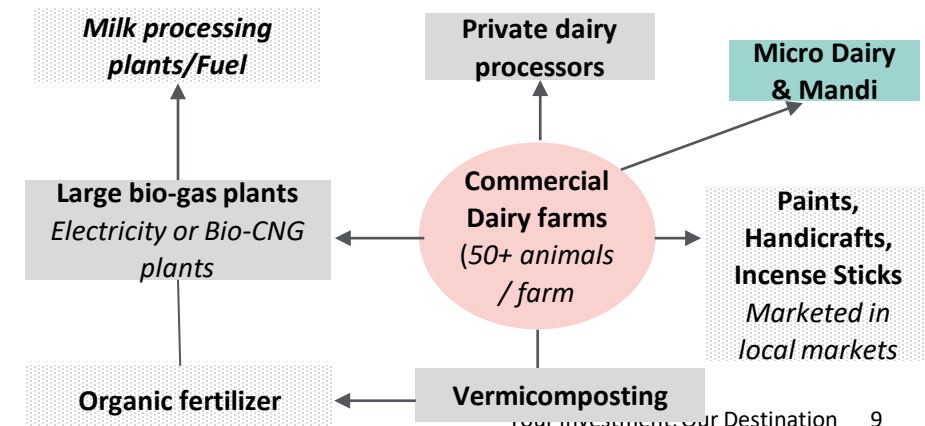 Milk processing
plants/Fuel
Private dairy
processors
Micro Dairy
& Mandi
Large bio-gas plants
Electricity or Bio-CNG
plants
Commercial
Dairy farms
(50+ animals
/ farm
Paints,
Handicrafts,
Incense Sticks
Marketed in
local markets
Organic fertilizer
Vermicomposting
Your Investment. Our Destination 9